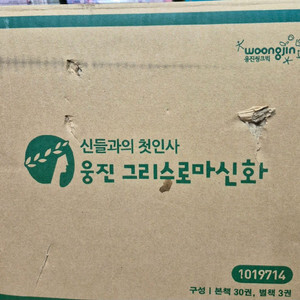 woongjin
웅진씽크빅
신들과의 첫인사
웅진 그리스로마신화
1019714
구성 | 본책 30권, 별책 3권